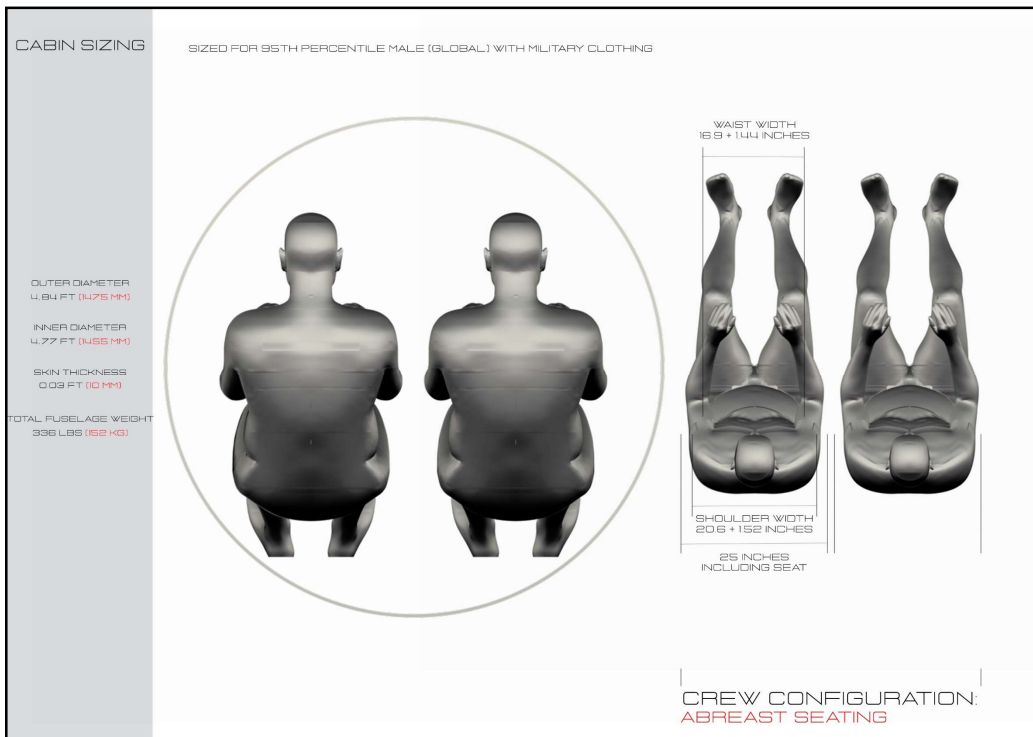 CABIN SIZING
SIZED FOR 95TH PERCENTILE MALE (GLOBAL) WITH MILITARY CLOTHING
OUTER DIAMETER
4.84 FT (1475 MM)
INNER DIAMETER
4.77 FT (1455 MM)
SKIN THICKNESS
0.03 FT (10 MM)
TOTAL FUSELAGE WEIGHT
336 LBS (152 KG)
WAIST WIDTH
16.9 + 1.44 INCHES
SHOULDER WIDTH
20.6 + 1.52 INCHES
25 INCHES
INCLUDING SEAT
CREW CONFIGURATION:
ABREAST SEATING